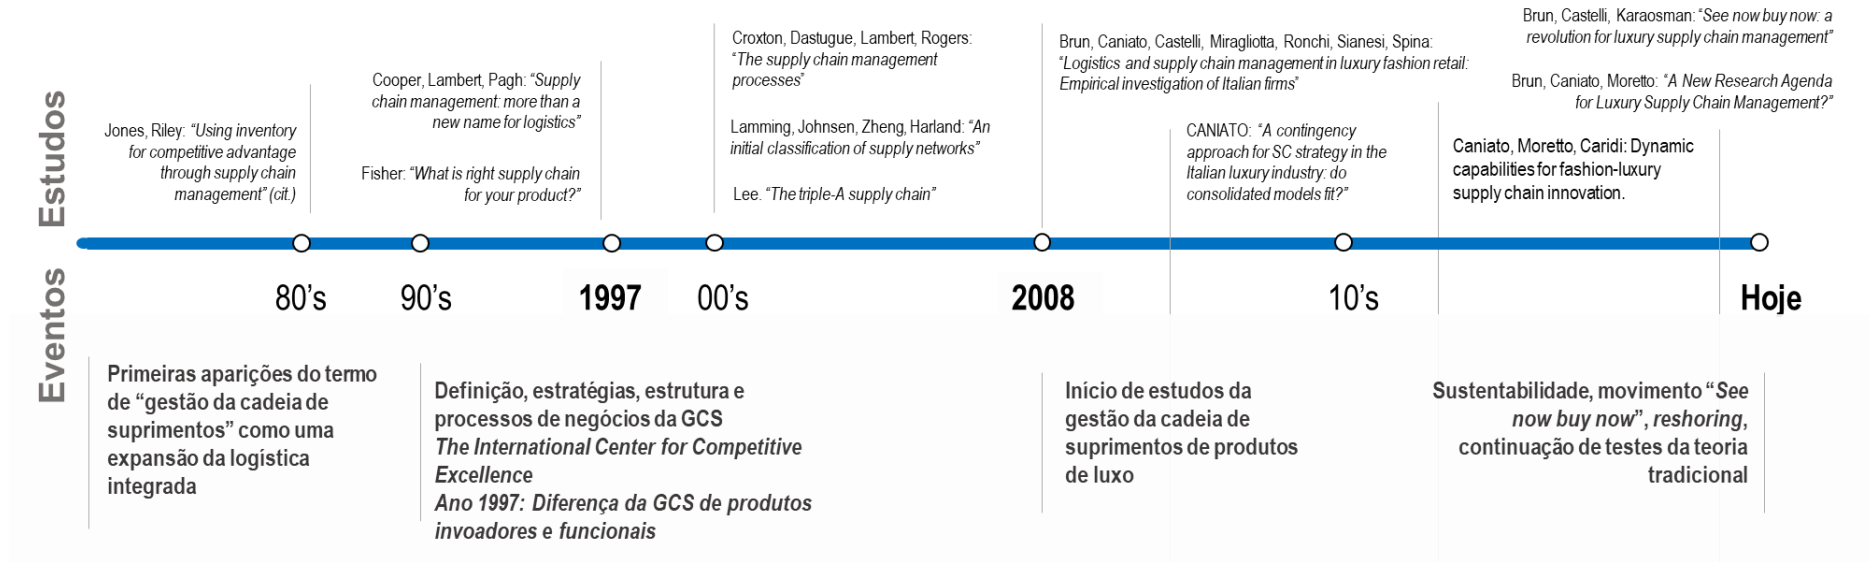 Estudos
Jones, Riley: “Using inventory
for competitive advantage
through supply chain
management” (cit.)
Cooper, Lambert, Pagh: “Supply
chain management: more than a
new name for logistics”
Fisher: “What is right supply chain
for your product?”
Croxton, Dastugue, Lambert, Rogers:
“The supply chain management
processes”
Lamming, Johnsen, Zheng, Harland: “An
initial classification of supply networks”
Lee. “The triple-A supply chain”
Brun, Caniato, Castelli, Miragliotta, Ronchi, Sianesi, Spina:
“Logistics and supply chain management in luxury fashion retail:
Empirical investigation of Italian firms”
CANIATO: “A contingency
approach for SC strategy in the
Italian luxury industry: do
consolidated models fit?”
Brun, Castelli, Karaosman: “See now buy now: a
revolution for luxury supply chain management”
Brun, Caniato, Moretto: “A New Research Agenda
for Luxury Supply Chain Management?”
Caniato, Moretto, Caridi: Dynamic
capabilities for fashion-luxury
supply chain innovation.
80’s
90’s
1997
00’s
2008
10’s
Hoje
Eventos
Primeiras aparições do termo
de “gestão da cadeia de
suprimentos” como uma
expansão da logística
integrada
Definição, estratégias, estrutura e
processos de negócios da GCS
The International Center for Competitive
Excellence
Ano 1997: Diferença da GCS de produtos
invoadores e funcionais
Início de estudos da
gestão da cadeia de
suprimentos de produtos
de luxo
Sustentabilidade, movimento “See
now buy now”, reshoring,
continuação de testes da teoria
tradicional